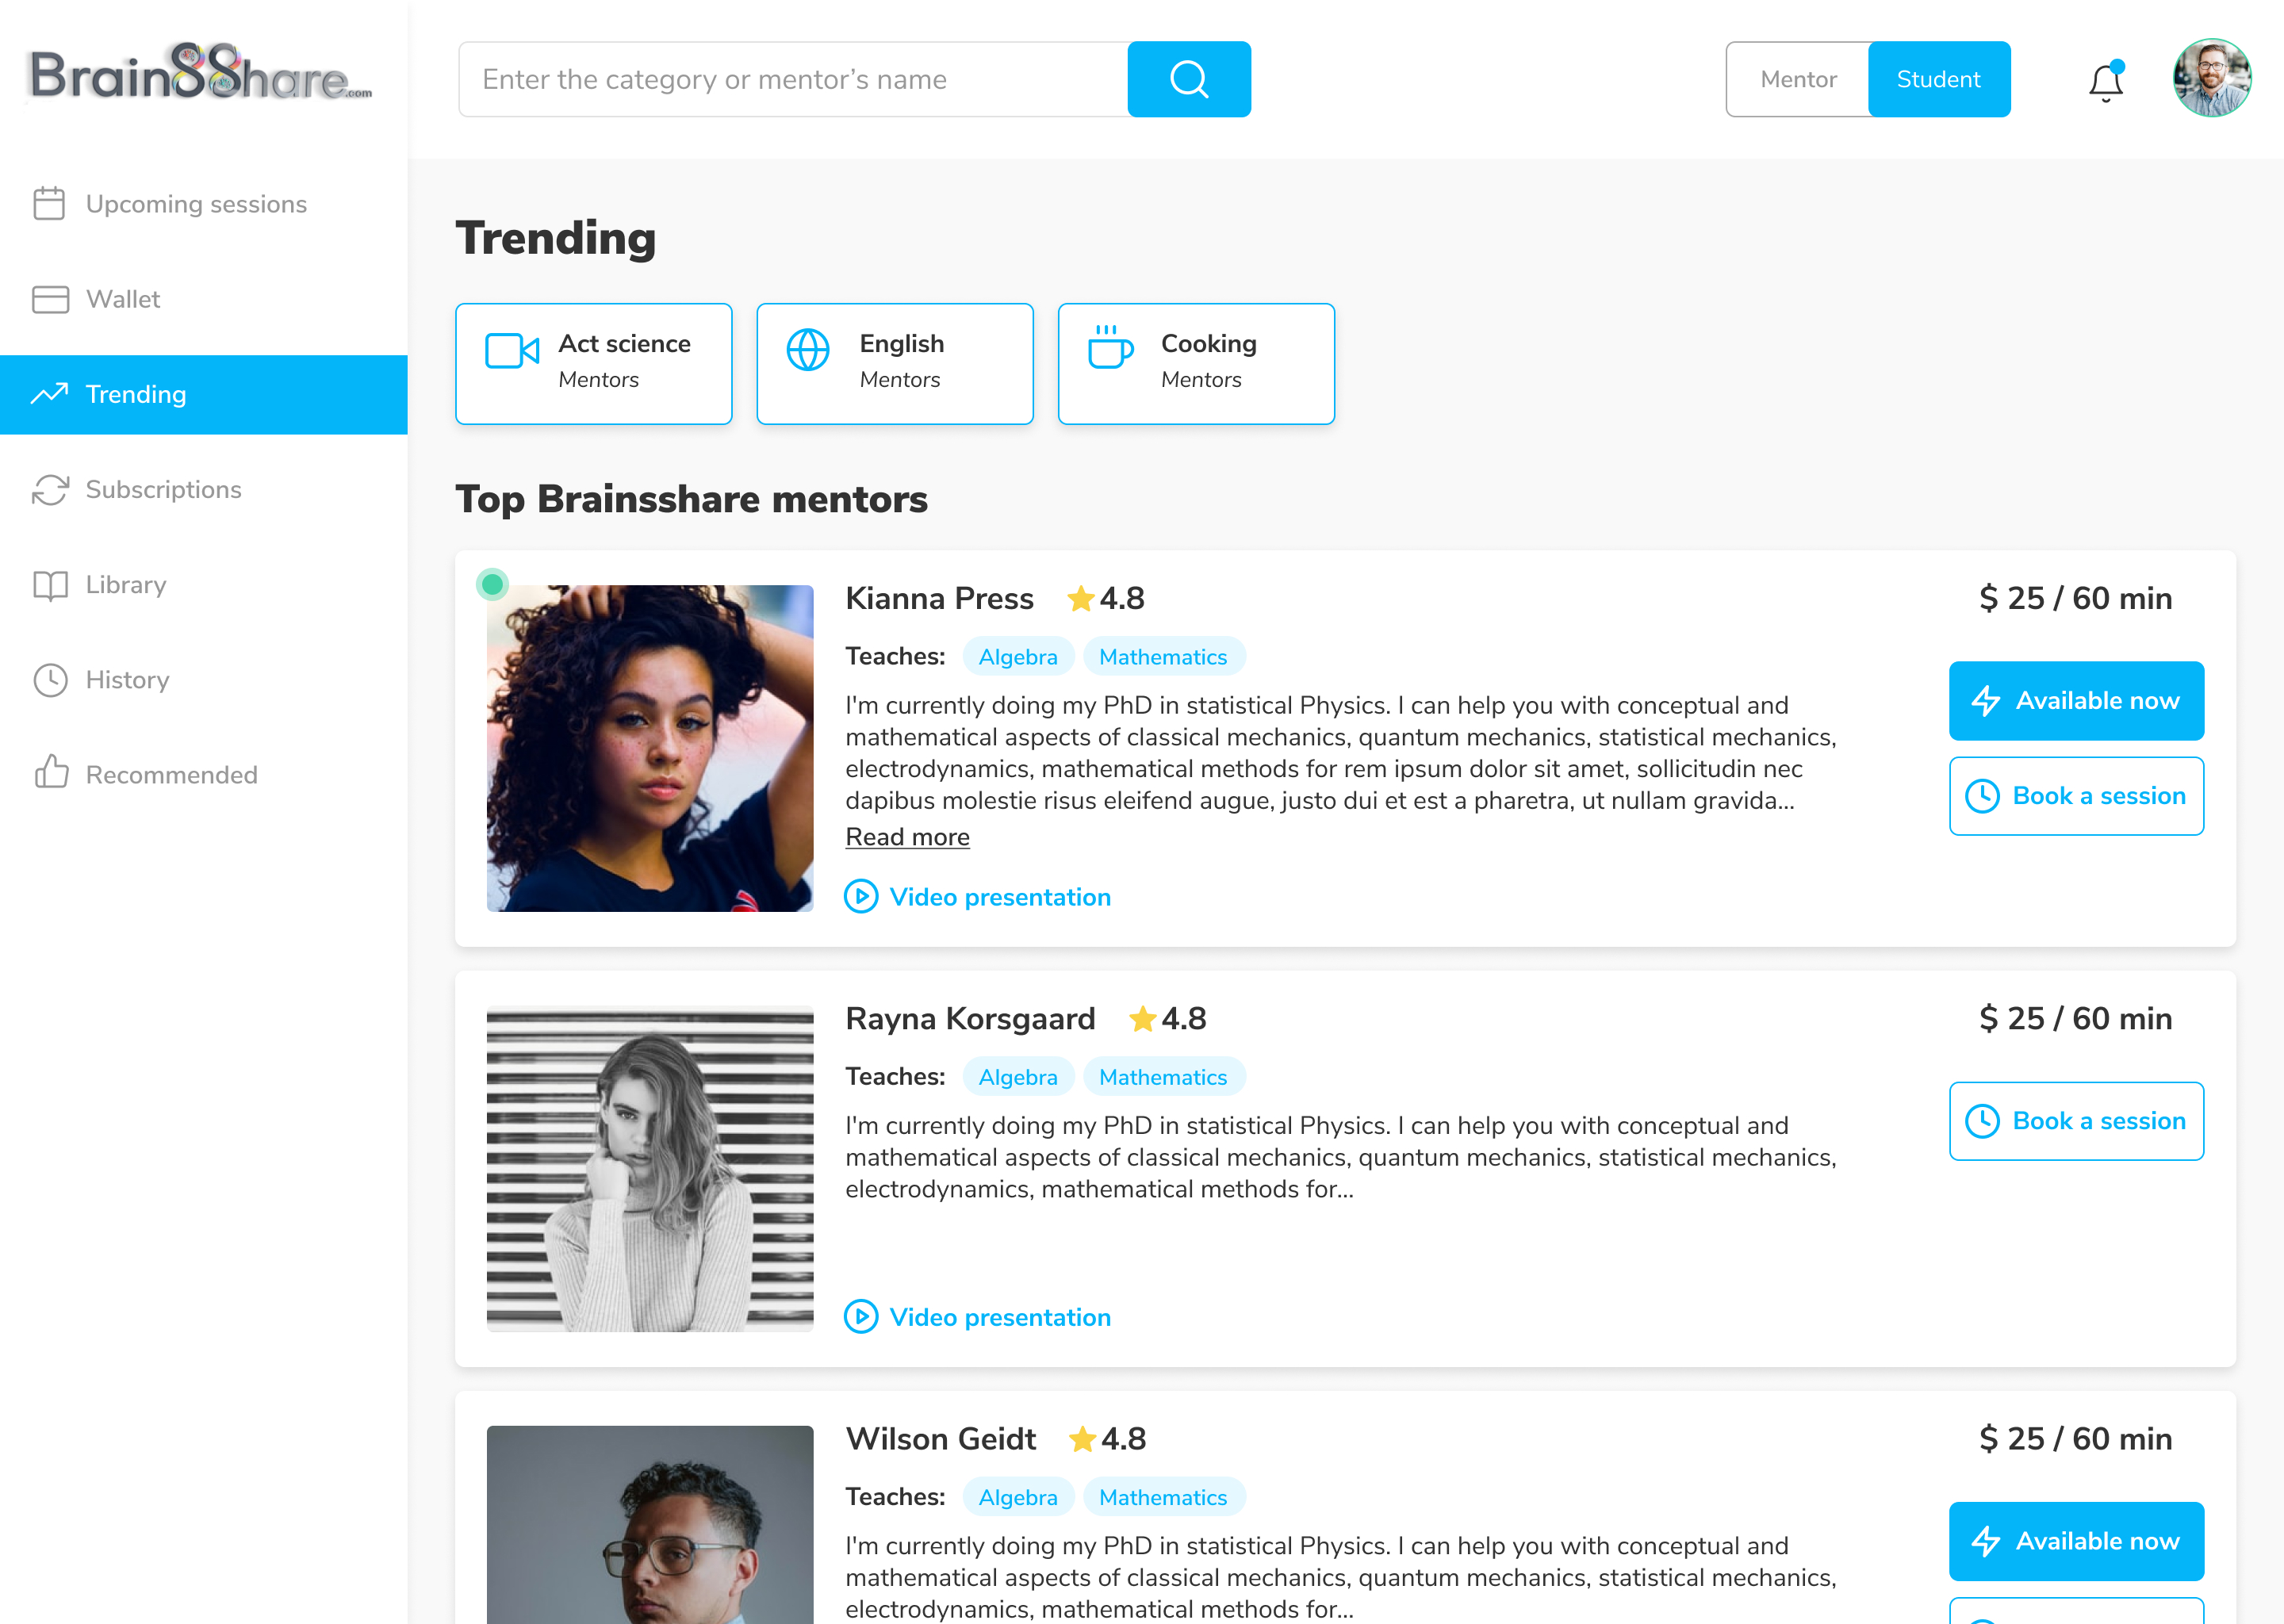 BrainSShare.com
Enter the category or mentor’s name
Mentor
Student
Upcoming sessions
Wallet
Trending
Subscriptions
Library
History
Recommended
Trending
Act science
Mentors
English
Mentors
Cooking
Mentors
Top Brainsshare mentors
Kianna Press 4.8
$ 25 / 60 min
Teaches: Algebra Mathematics
I'm currently doing my PhD in statistical Physics. I can help you with conceptual and
mathematical aspects of classical mechanics, quantum mechanics, statistical mechanics,
electrodynamics, mathematical methods for rem ipsum dolor sit amet, sollicitudin nec
dapibus molestie risus eleifend augue, justo dui et est a pharetra, ut nullam gravida...
Read more
Video presentation
Available now
Book a session
Rayna Korsgaard 4.8
$ 25 / 60 min
Teaches: Algebra Mathematics
I'm currently doing my PhD in statistical Physics. I can help you with conceptual and
mathematical aspects of classical mechanics, quantum mechanics, statistical mechanics,
electrodynamics, mathematical methods for...
Video presentation
Book a session
Wilson Geidt 4.8
$ 25 / 60 min
Teaches: Algebra Mathematics
I'm currently doing my PhD in statistical Physics. I can help you with conceptual and
mathematical aspects of classical mechanics, quantum mechanics, statistical mechanics,
electrodynamics, mathematical methods for...
Available now